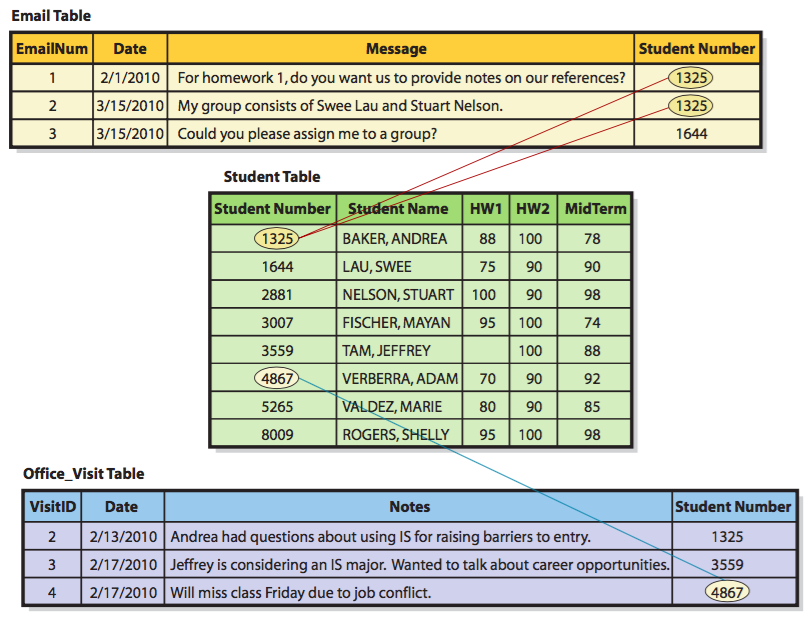 Email Table
EmailNum Date Message Student Number
1 2/1/2010 For homework 1, do you want us to provide notes on our references? 1325
2 3/15/2010 My group consists of Swee Lau and Stuart Nelson. 1325
3 3/15/2010 Could you please assign me to a group? 1644
Student Table
Student Number Student Name HW1 HW2 MidTerm
1325 BAKER, ANDREA 88 100 78
1644 LAU, SWEE 75 90 90
2881 NELSON, STUART 100 90 98
3007 FISCHER, MAYAN 95 100 74
3559 TAM, JEFFREY 100 88
4867 VERBERRA, ADAM 70 90 92
5265 VALDEZ, MARIE 80 90 85
8009 ROGERS, SHELLY 95 100 98
Office_Visit Table
VisitID Date Notes Student Number
2 2/13/2010 Andrea had questions about using IS for raising barriers to entry. 1325
3 2/17/2010 Jeffrey is considering an IS major. Wanted to talk about career opportunities. 3559
4 2/17/2010 Will miss class Friday due to job conflict. 4867